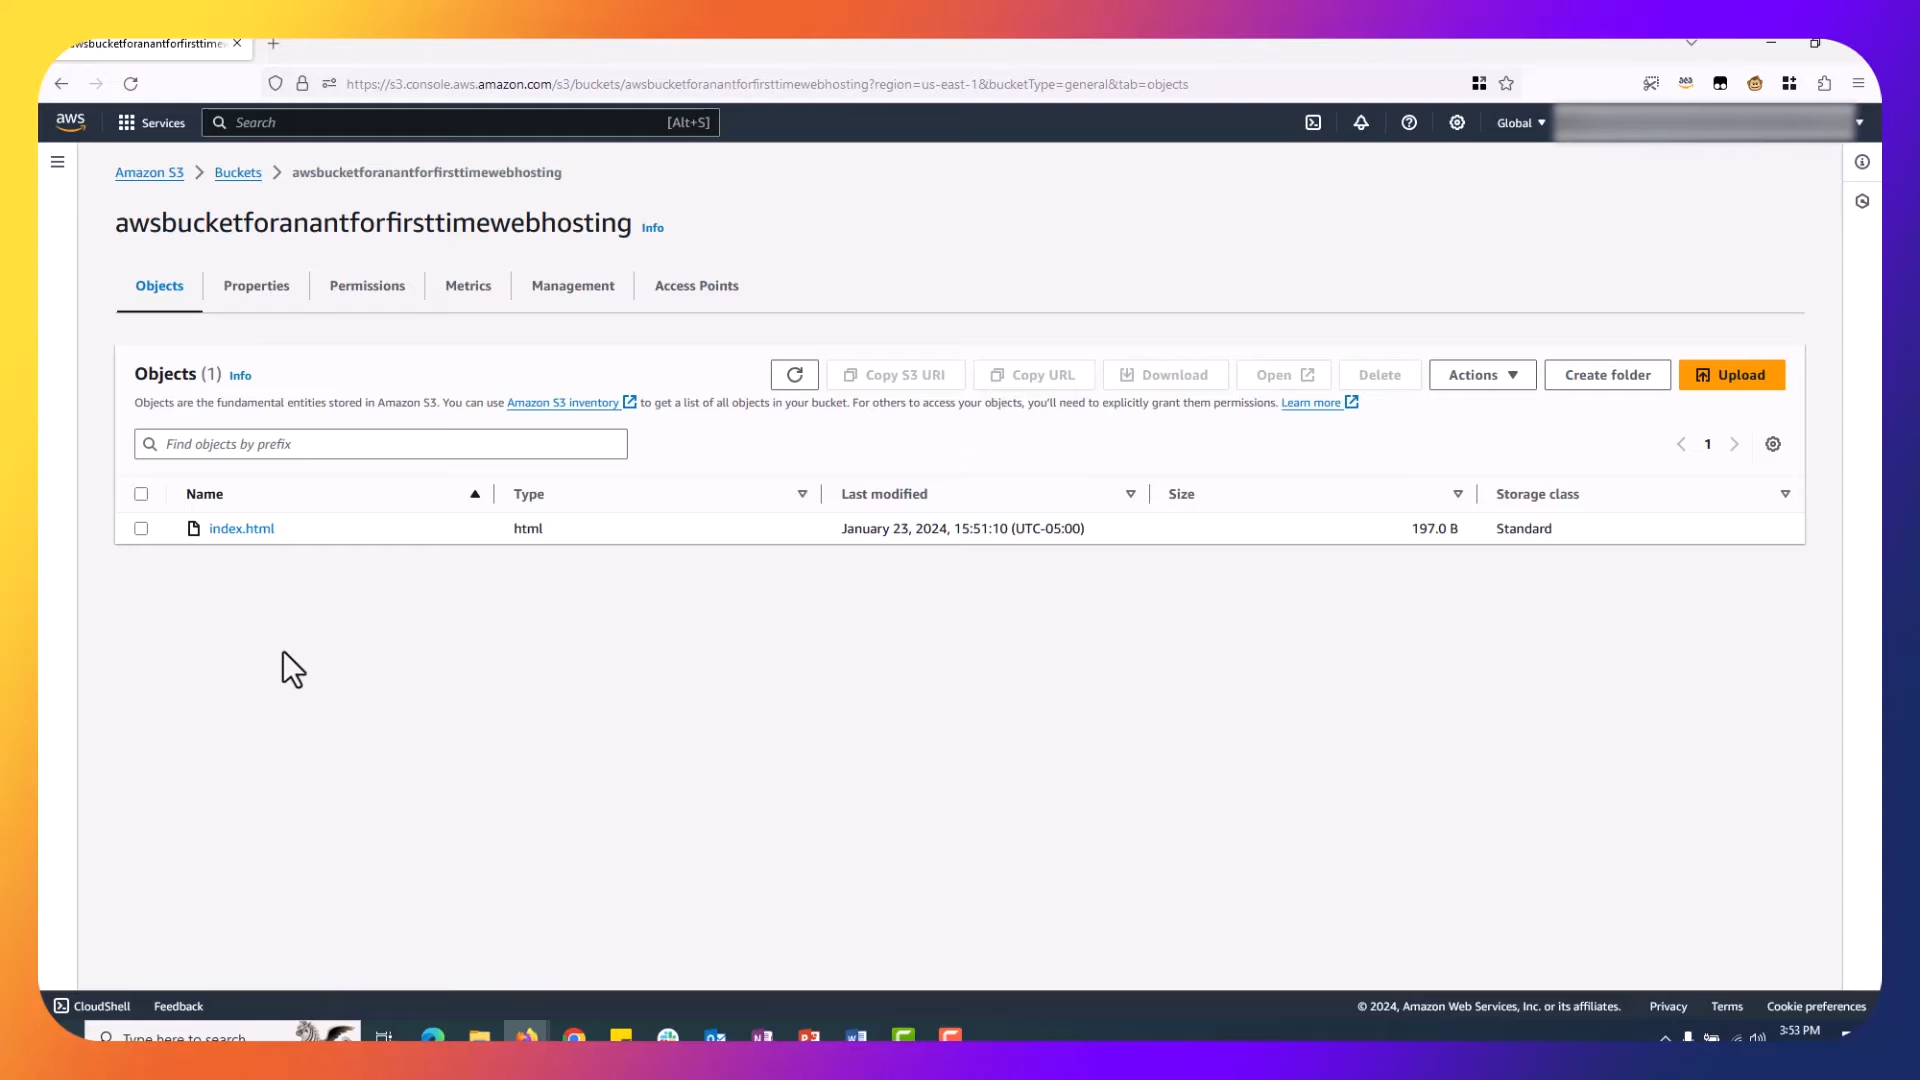 awsbucketforanantforfirsttimew
https://s3.console.aws.amazon.com/s3/buckets/awsbucketforanantforfirsttimewebhosting?region=us-east-1&bucketType=general&tab=objects
aws Services Search [Alt+S] Global
Amazon S3 Buckets awsbucketforanantforfirsttimewebhosting
awsbucketforanantforfirsttimewebhosting Info
Objects Properties Permissions Metrics Management Access Points
Objects (1) Info Copy S3 URI Copy URL Download Open Delete Actions Create folder Upload
Objects are the fundamental entities stored in Amazon S3. You can use Amazon S3 inventory to get a list of all objects in your bucket. For others to access your objects, you'll need to explicitly grant them permissions. Learn more
Find objects by prefix 1
Name Type Last modified Size Storage class
index.html html January 23, 2024, 15:51:10 (UTC-05:00) 197.0 B Standard
CloudShell Feedback © 2024, Amazon Web Services, Inc. or its affiliates. Privacy Terms Cookie preferences
Type here to search 3:53 PM